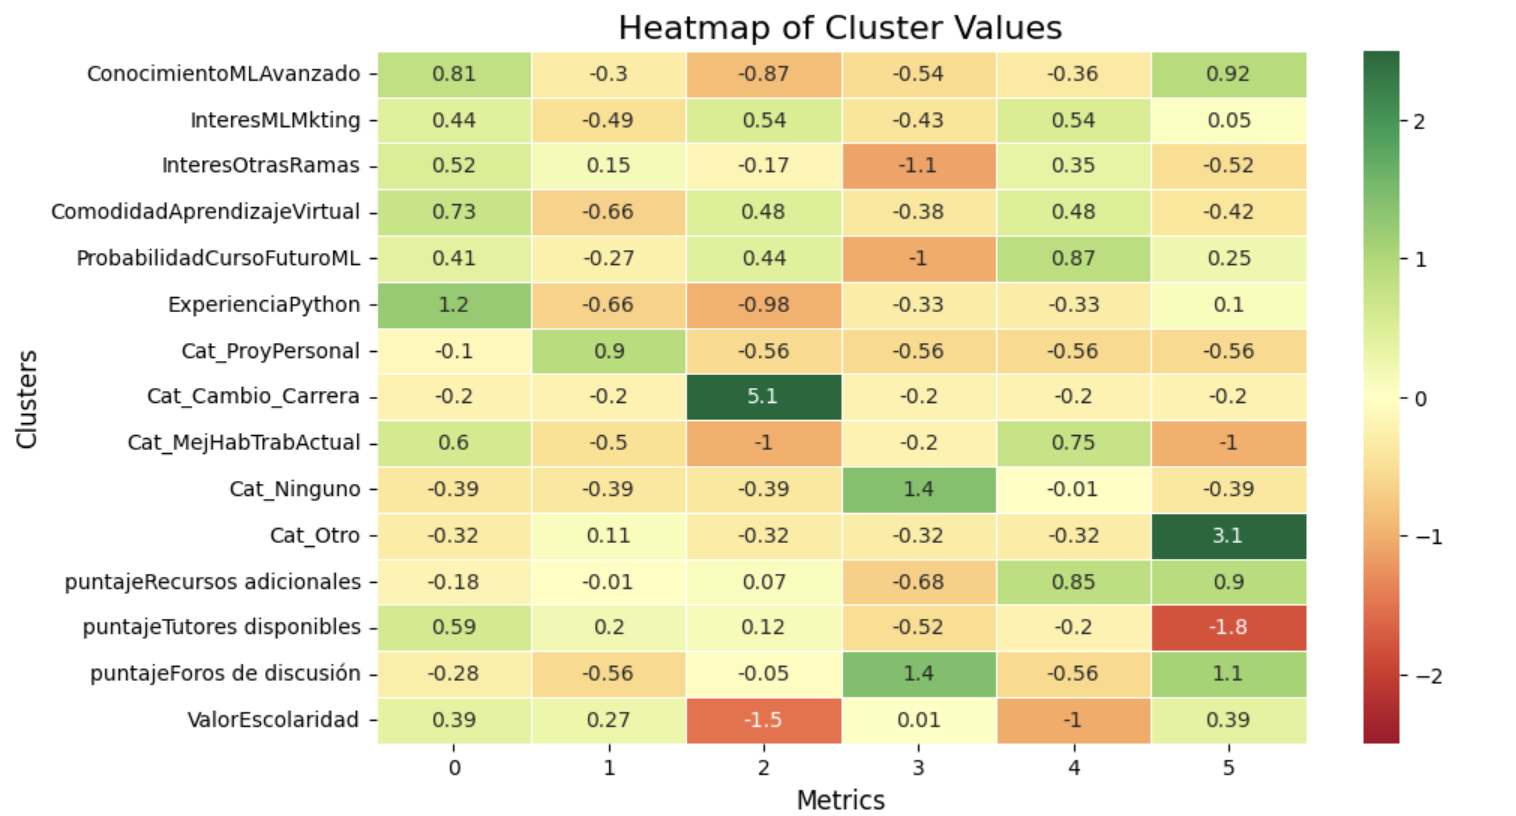 Heatmap of Cluster Values
ConocimientoMLAvanzado 0.81 -0.3 -0.87 -0.54 -0.36 0.92
InteresMLMkting 0.44 -0.49 0.54 -0.43 0.54 0.05
InteresOtrasRamas 0.52 0.15 -0.17 -1.1 0.35 -0.52
ComodidadAprendizajeVirtual 0.73 -0.66 0.48 -0.38 0.48 -0.42
ProbabilidadCursoFuturoML 0.41 -0.27 0.44 -1 0.87 0.25
ExperienciaPython 1.2 -0.66 -0.98 -0.33 -0.33 0.1
Cat_ProyPersonal -0.1 0.9 -0.56 -0.56 -0.56 -0.56
Cat_Cambio_Carrera -0.2 -0.2 5.1 -0.2 -0.2 -0.2
Cat_MejHabTrabActual 0.6 -0.5 -1 -0.2 0.75 -1
Cat_Ninguno -0.39 -0.39 -0.39 1.4 -0.01 -0.39
Cat_Otro -0.32 0.11 -0.32 -0.32 -0.32 3.1
puntajeRecursos adicionales -0.18 -0.01 0.07 -0.68 0.85 0.9
puntajeTutores disponibles 0.59 0.2 0.12 -0.52 -0.2 -1.8
puntajeForos de discusión -0.28 -0.56 -0.05 1.4 -0.56 1.1
ValorEscolaridad 0.39 0.27 -1.5 0.01 -1 0.39
0 1 2 3 4 5
Metrics
Clusters
2
1
0
−1
−2